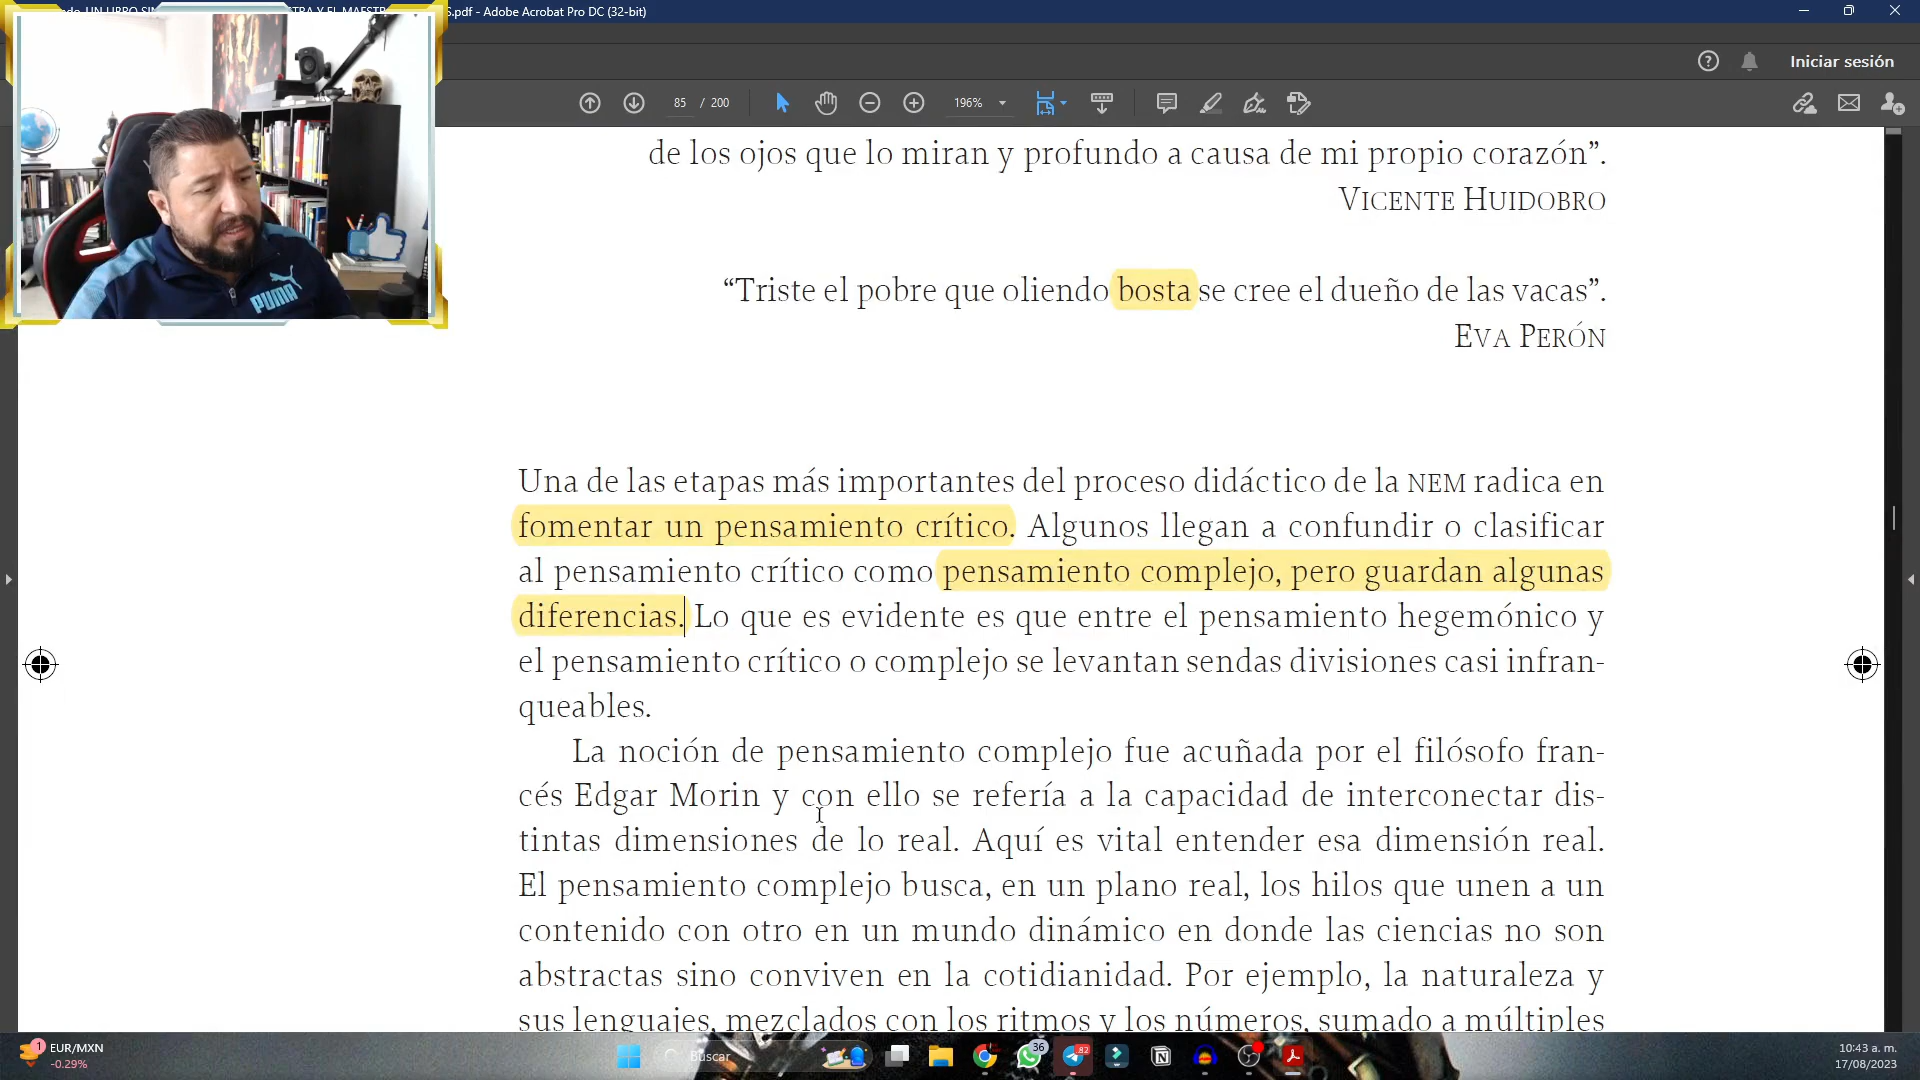 S.pdf - Adobe Acrobat Pro DC (32-bit)
Iniciar sesión
85 / 200
196%
de los ojos que lo miran y profundo a causa de mi propio corazón”.
VICENTE HUIDOBRO
“Triste el pobre que oliendo bosta se cree el dueño de las vacas”.
EVA PERÓN
Una de las etapas más importantes del proceso didáctico de la NEM radica en
fomentar un pensamiento crítico. Algunos llegan a confundir o clasificar
al pensamiento crítico como pensamiento complejo, pero guardan algunas
diferencias. Lo que es evidente es que entre el pensamiento hegemónico y
el pensamiento crítico o complejo se levantan sendas divisiones casi infran-
queables.
La noción de pensamiento complejo fue acuñada por el filósofo fran-
cés Edgar Morin y con ello se refería a la capacidad de interconectar dis-
tintas dimensiones de lo real. Aquí es vital entender esa dimensión real.
El pensamiento complejo busca, en un plano real, los hilos que unen a un
contenido con otro en un mundo dinámico en donde las ciencias no son
abstractas sino conviven en la cotidianidad. Por ejemplo, la naturaleza y
sus lenguajes, mezclados con los ritmos y los números, sumado a múltiples
PUMA
1
EUR/MXN
-0.29%
Buscar
36
82
10:43 a. m.
17/08/2023